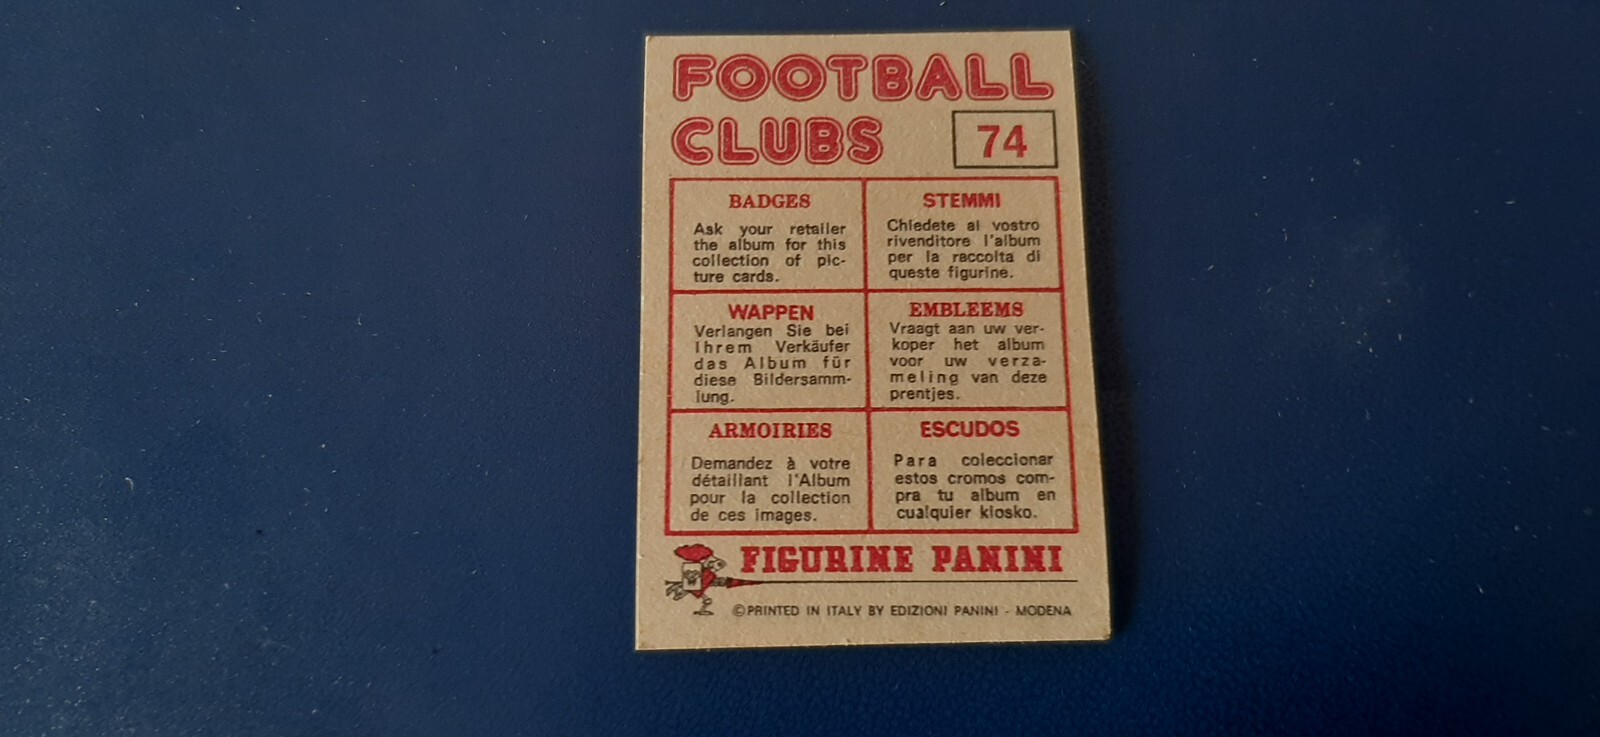 FOOTBALL
CLUBS
74
BADGES
Ask your retailer
the album for this
collection of pic-
ture cards.
STEMMI
Chiedete al vostro
rivenditore l'album
per la raccolta di
queste figurine.
WAPPEN
Verlangen Sie bei
Ihrem Verkäufer
das Album für
diese Bildersamm-
lung.
EMBLEEMS
Vraagt aan uw ver-
koper het album
voor uw verza-
meling van deze
prentjes.
ARMOIRIES
Demandez à votre
détaillant l'Album
pour la collection
de ces images.
ESCUDOS
Para coleccionar
estos cromos com-
pra tu album en
cualquier kiosko.
FIGURINE PANINI
©PRINTED IN ITALY BY EDIZIONI PANINI - MODENA